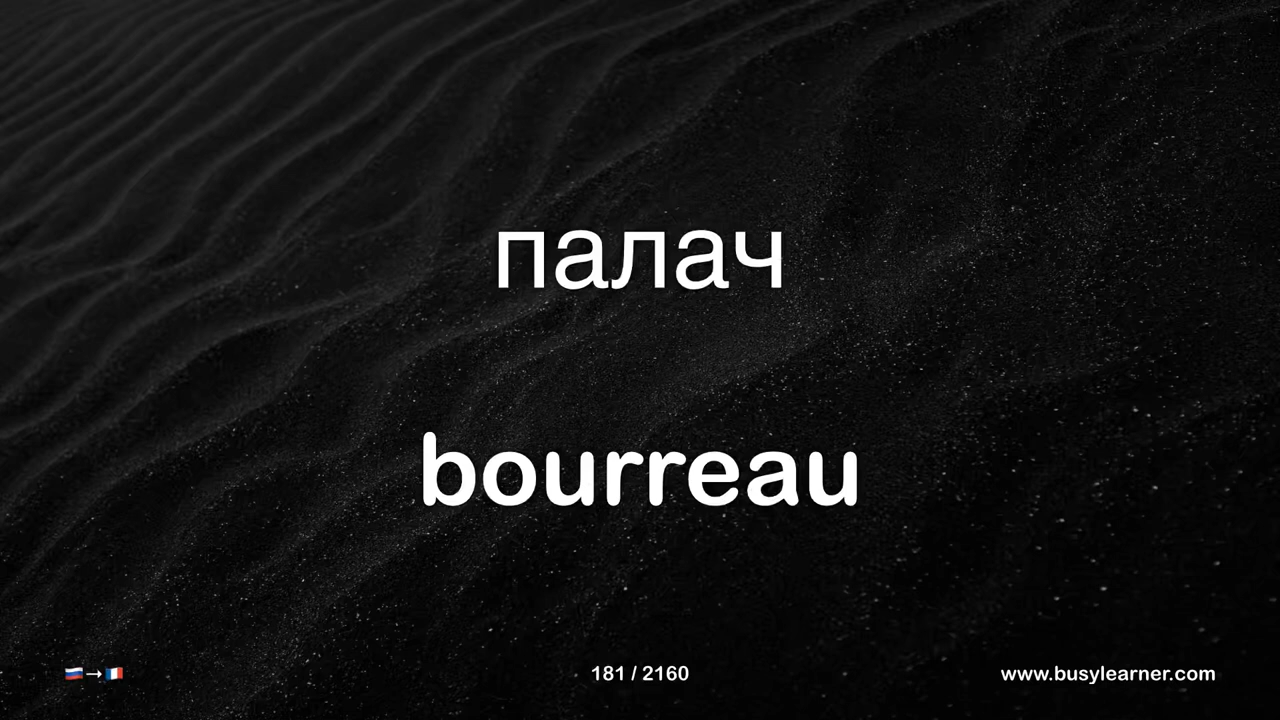 палач
bourreau
🇷🇺→🇫🇷
181 / 2160
www.busylearner.com